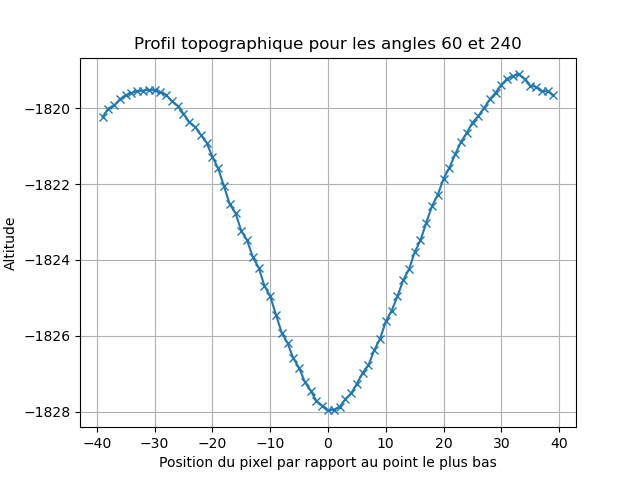 Profil topographique pour les angles 60 et 240
−1820
−1822
−1824
−1826
−1828
Altitude
−40 −30 −20 −10 0 10 20 30 40
Position du pixel par rapport au point le plus bas